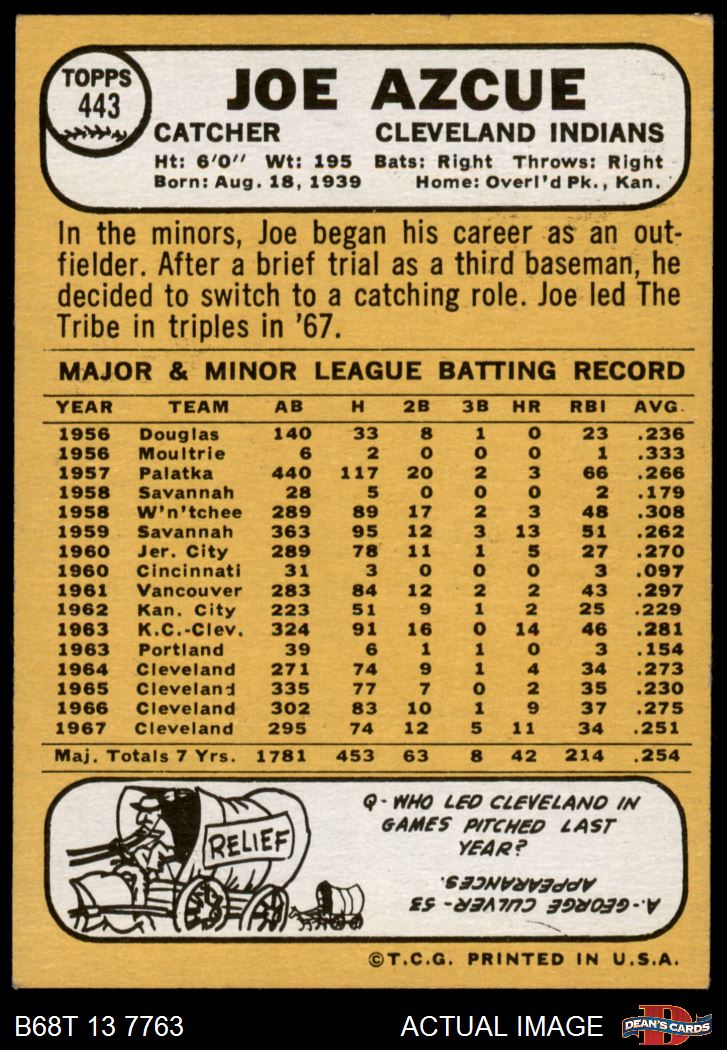 TOPPS
443
JOE AZCUE
CATCHER CLEVELAND INDIANS
Ht: 6'0" Wt: 195 Bats: Right Throws: Right
Born: Aug. 18, 1939 Home: Overl'd Pk., Kan.
In the minors, Joe began his career as an out-
fielder. After a brief trial as a third baseman, he
decided to switch to a catching role. Joe led The
Tribe in triples in '67.
MAJOR & MINOR LEAGUE BATTING RECORD
YEAR TEAM AB H 2B 3B HR RBI AVG.
1956 Douglas 140 33 8 1 0 23 .236
1956 Moultrie 6 2 0 0 0 1 .333
1957 Palatka 440 117 20 2 3 66 .266
1958 Savannah 28 5 0 0 0 2 .179
1958 W'n'tchee 289 89 17 2 3 48 .308
1959 Savannah 363 95 12 3 13 51 .262
1960 Jer. City 289 78 11 1 5 27 .270
1960 Cincinnati 31 3 0 0 0 3 .097
1961 Vancouver 283 84 12 2 2 43 .297
1962 Kan. City 223 51 9 1 2 25 .229
1963 K.C.-Clev. 324 91 16 0 14 46 .281
1963 Portland 39 6 1 1 0 3 .154
1964 Cleveland 271 74 9 1 4 34 .273
1965 Cleveland 335 77 7 0 2 35 .230
1966 Cleveland 302 83 10 1 9 37 .275
1967 Cleveland 295 74 12 5 11 34 .251
Maj. Totals 7 Yrs. 1781 453 63 8 42 214 .254
RELIEF
Q- WHO LED CLEVELAND IN
GAMES PITCHED LAST
YEAR?
A- GEORGE CULVER- 53
APPEARANCES.
©T.C.G. PRINTED IN U.S.A.
B68T 13 7763 ACTUAL IMAGE
D
DEAN'S CARDS